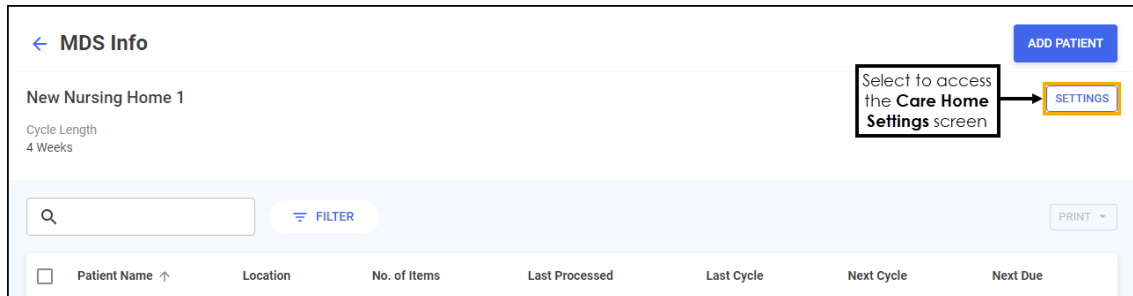 MDS Info
ADD PATIENT
Select to access
the Care Home
Settings screen
New Nursing Home 1
SETTINGS
Cycle Length
4 Weeks
FILTER
PRINT
Patient Name
Location
No. of Items
Last Processed
Last Cycle
Next Cycle
Next Due